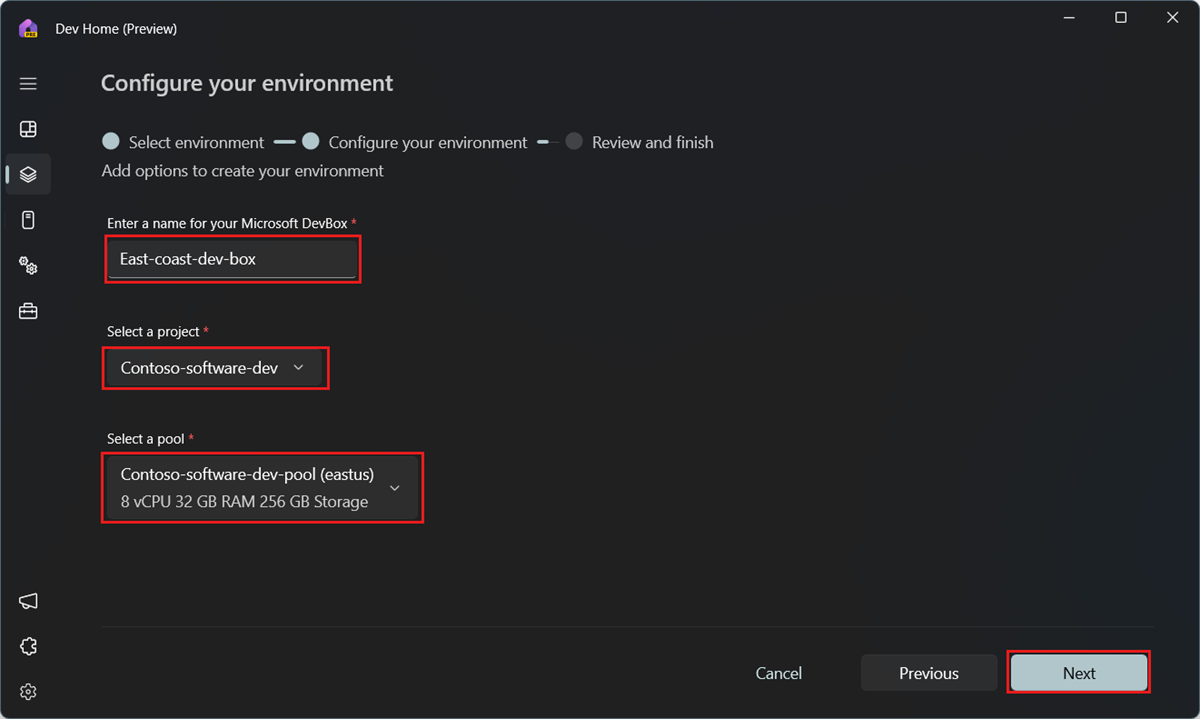 Dev Home (Preview)
Configure your environment
Select environment Configure your environment Review and finish
Add options to create your environment
Enter a name for your Microsoft DevBox *
East-coast-dev-box
Select a project *
Contoso-software-dev
Select a pool *
Contoso-software-dev-pool (eastus)
8 vCPU 32 GB RAM 256 GB Storage
Cancel Previous Next